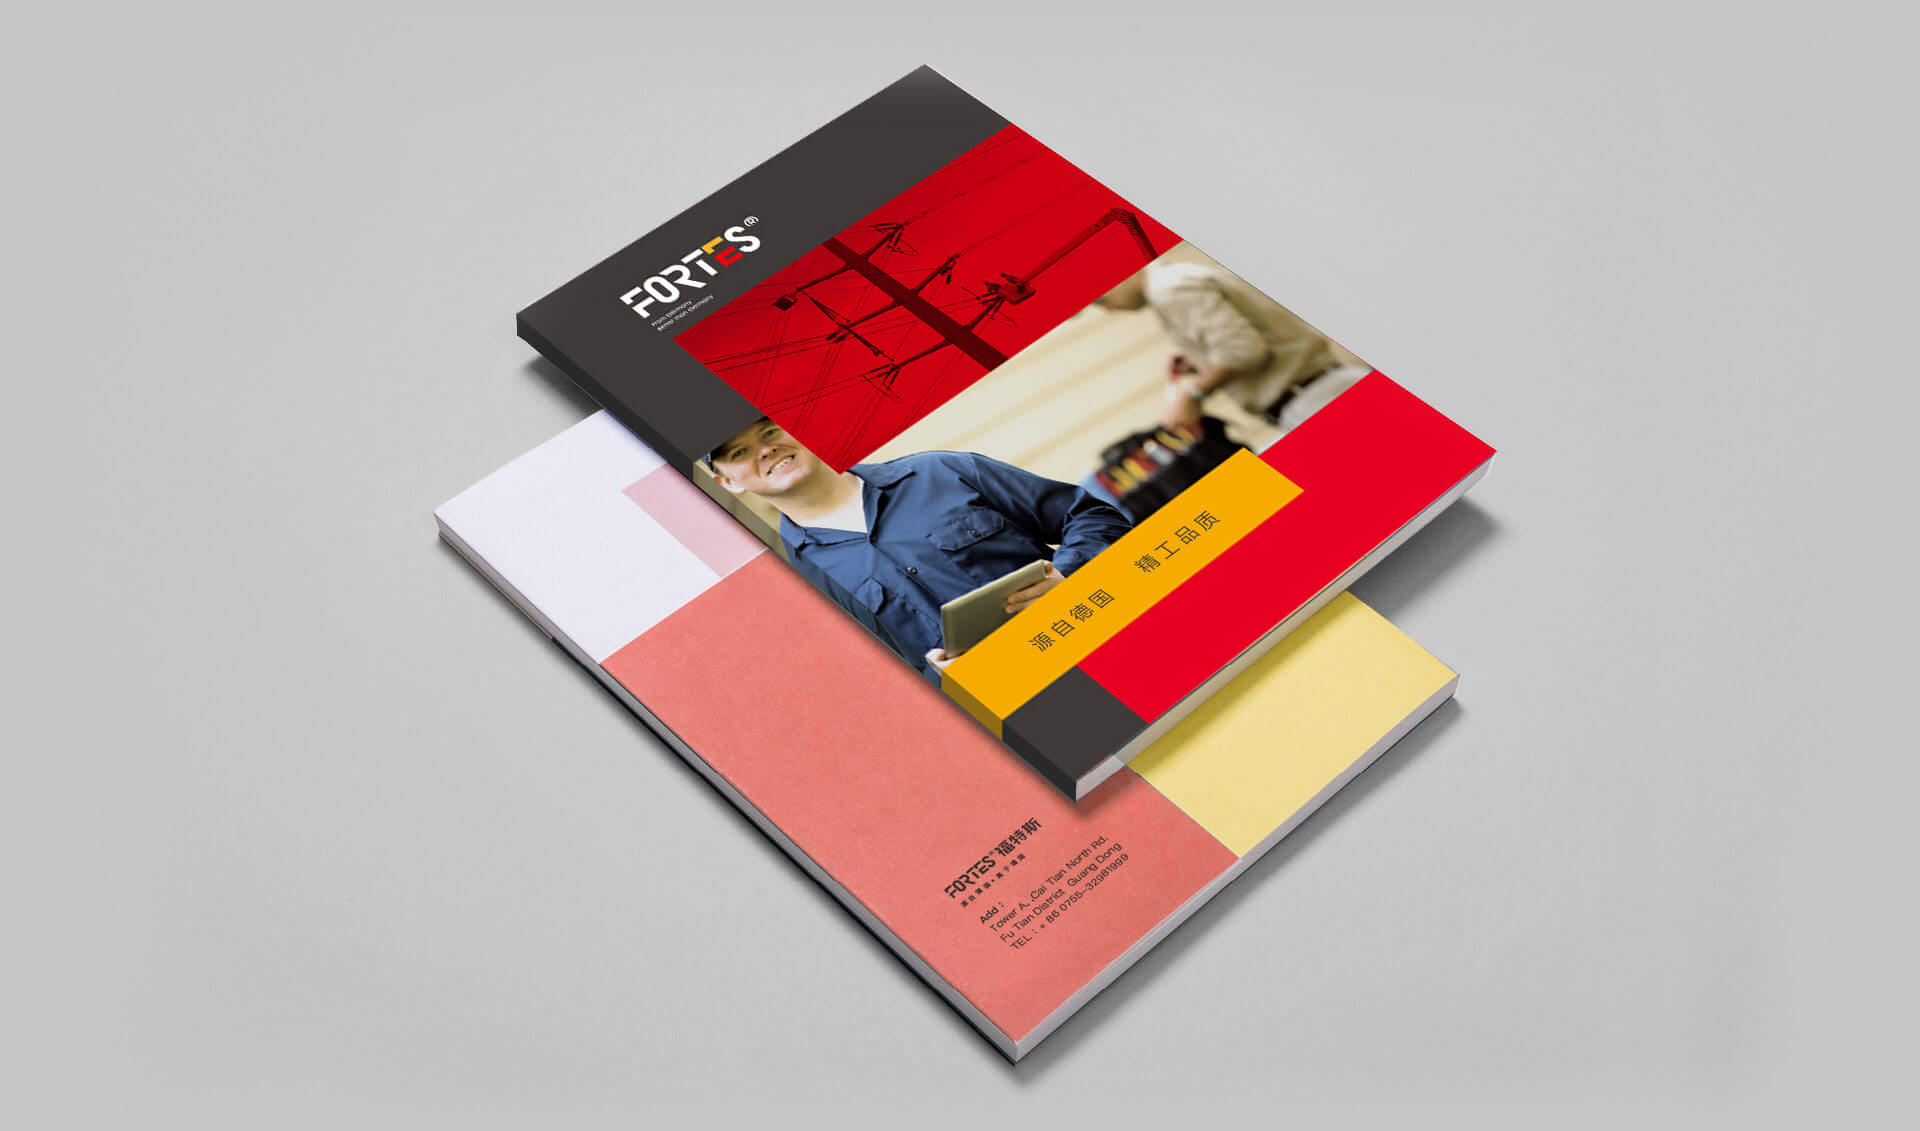 FORTES®
From Germany
Better than Germany
源自德国 精工品质
FORTES®福特斯
源自德国·高于德国
Add：
Tower A, ,Cai Tian North Rd.
Fu Tian District Guang Dong
TEL：+ 86 0755-32981999